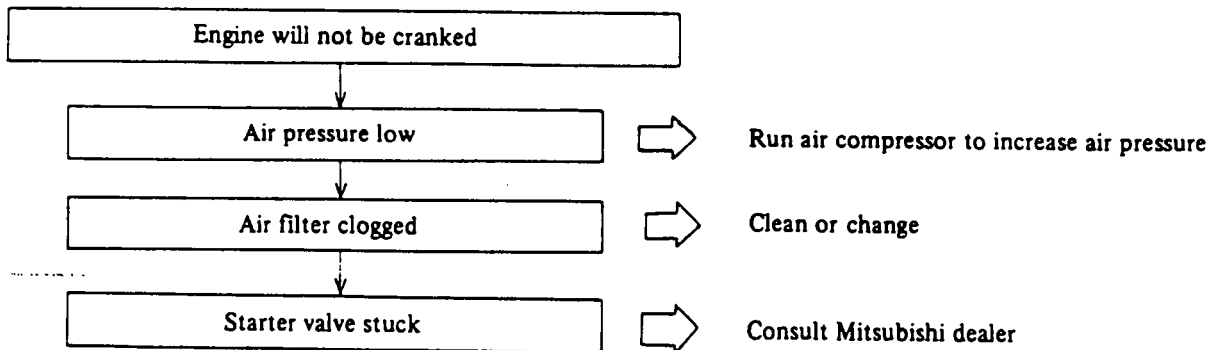 Engine will not be cranked
Air pressure low
Run air compressor to increase air pressure
Air filter clogged
Clean or change
Starter valve stuck
Consult Mitsubishi dealer